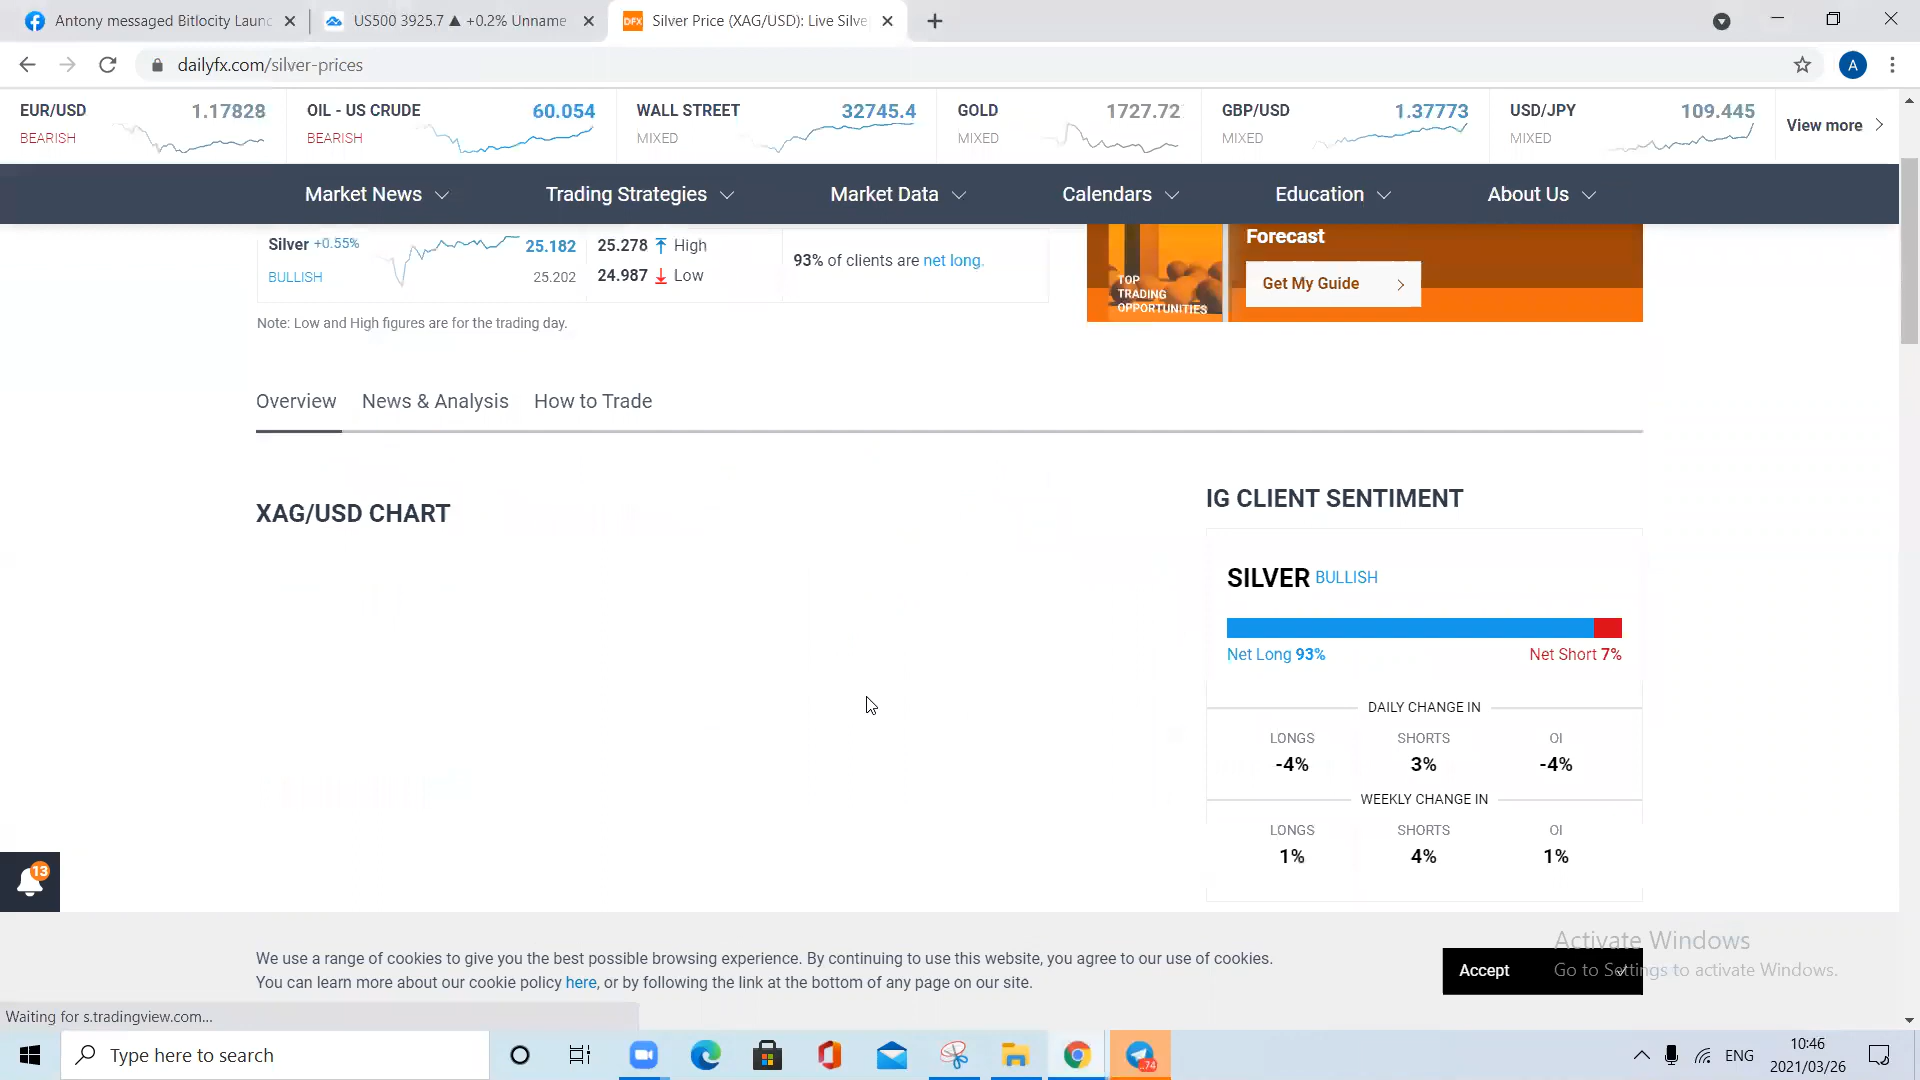 Antony messaged Bitlocity Laun
US500 3925.7 ▲ +0.2% Unname
DFX Silver Price (XAG/USD): Live Silve
dailyfx.com/silver-prices
A
EUR/USD 1.17828
BEARISH
OIL - US CRUDE 60.054
BEARISH
WALL STREET 32745.4
MIXED
GOLD 1727.72
MIXED
GBP/USD 1.37773
MIXED
USD/JPY 109.445
MIXED
View more
Market News Trading Strategies Market Data Calendars Education About Us
Silver +0.55% 25.182
BULLISH 25.202
25.278 High
24.987 Low
93% of clients are net long.
TOP
TRADING
OPPORTUNITIES
Forecast
Get My Guide
Note: Low and High figures are for the trading day.
Overview News & Analysis How to Trade
XAG/USD CHART
IG CLIENT SENTIMENT
SILVER BULLISH
Net Long 93% Net Short 7%
DAILY CHANGE IN
LONGS SHORTS OI
-4% 3% -4%
WEEKLY CHANGE IN
LONGS SHORTS OI
1% 4% 1%
13
We use a range of cookies to give you the best possible browsing experience. By continuing to use this website, you agree to our use of cookies.
You can learn more about our cookie policy here, or by following the link at the bottom of any page on our site.
Accept
Activate Windows
Go to Settings to activate Windows.
Waiting for s.tradingview.com...
Type here to search
74
ENG
10:46
2021/03/26